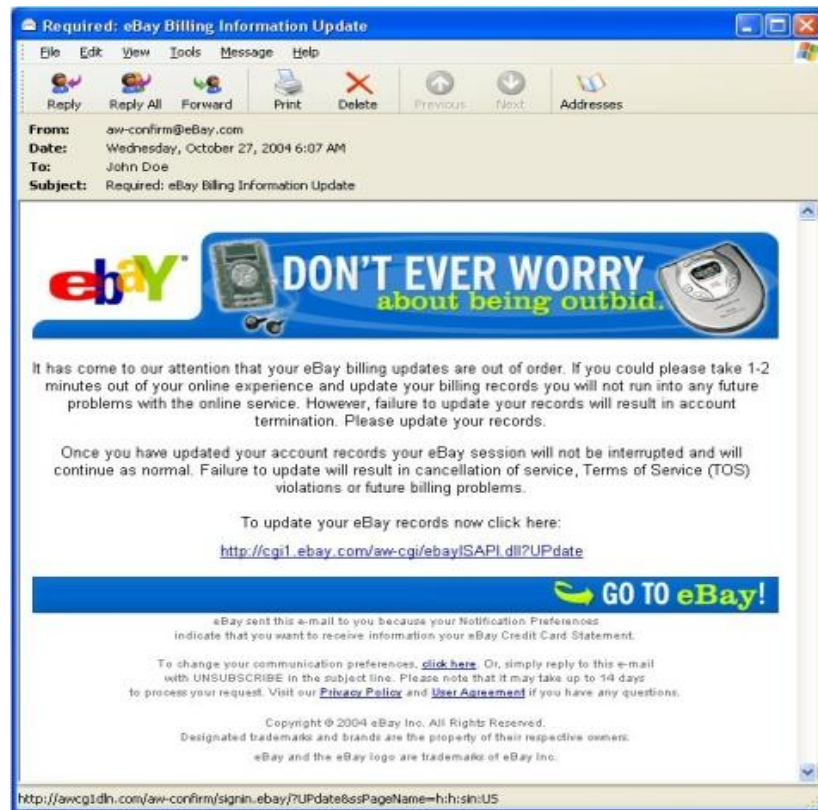 Required: eBay Billing Information Update
File Edit View Tools Message Help
Reply Reply All Forward Print Delete Previous Next Addresses
From: aw-confirm@eBay.com
Date: Wednesday, October 27, 2004 6:07 AM
To: John Doe
Subject: Required: eBay Billing Information Update
ebaY®
DON'T EVER WORRY
about being outbid.
It has come to our attention that your eBay billing updates are out of order. If you could please take 1-2
minutes out of your online experience and update your billing records you will not run into any future
problems with the online service. However, failure to update your records will result in account
termination. Please update your records.
Once you have updated your account records your eBay session will not be interrupted and will
continue as normal. Failure to update will result in cancellation of service, Terms of Service (TOS)
violations or future billing problems.
To update your eBay records now click here:
http://cgi1.ebay.com/aw-cgi/ebayISAPI.dll?UPdate
GO TO eBay!
eBay sent this e-mail to you because your Notification Preferences
indicate that you want to receive information your eBay Credit Card Statement.
To change your communication preferences, click here. Or, simply reply to this e-mail
with UNSUBSCRIBE in the subject line. Please note that it may take up to 14 days
to process your request. Visit our Privacy Policy and User Agreement if you have any questions.
Copyright © 2004 eBay Inc. All Rights Reserved.
Designated trademarks and brands are the property of their respective owners.
eBay and the eBay logo are trademarks of eBay Inc.
http://awcg1dln.com/aw-confirm/signin.ebay/?UPdate&ssPageName=h:h:sin:US